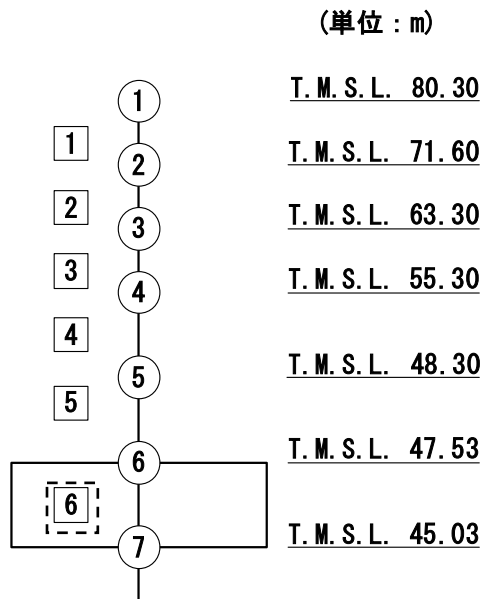 (単位:m)
① T.M.S.L. 80.30
1
② T.M.S.L. 71.60
2
③ T.M.S.L. 63.30
3
④ T.M.S.L. 55.30
4
⑤ T.M.S.L. 48.30
5
⑥ T.M.S.L. 47.53
6
⑦ T.M.S.L. 45.03